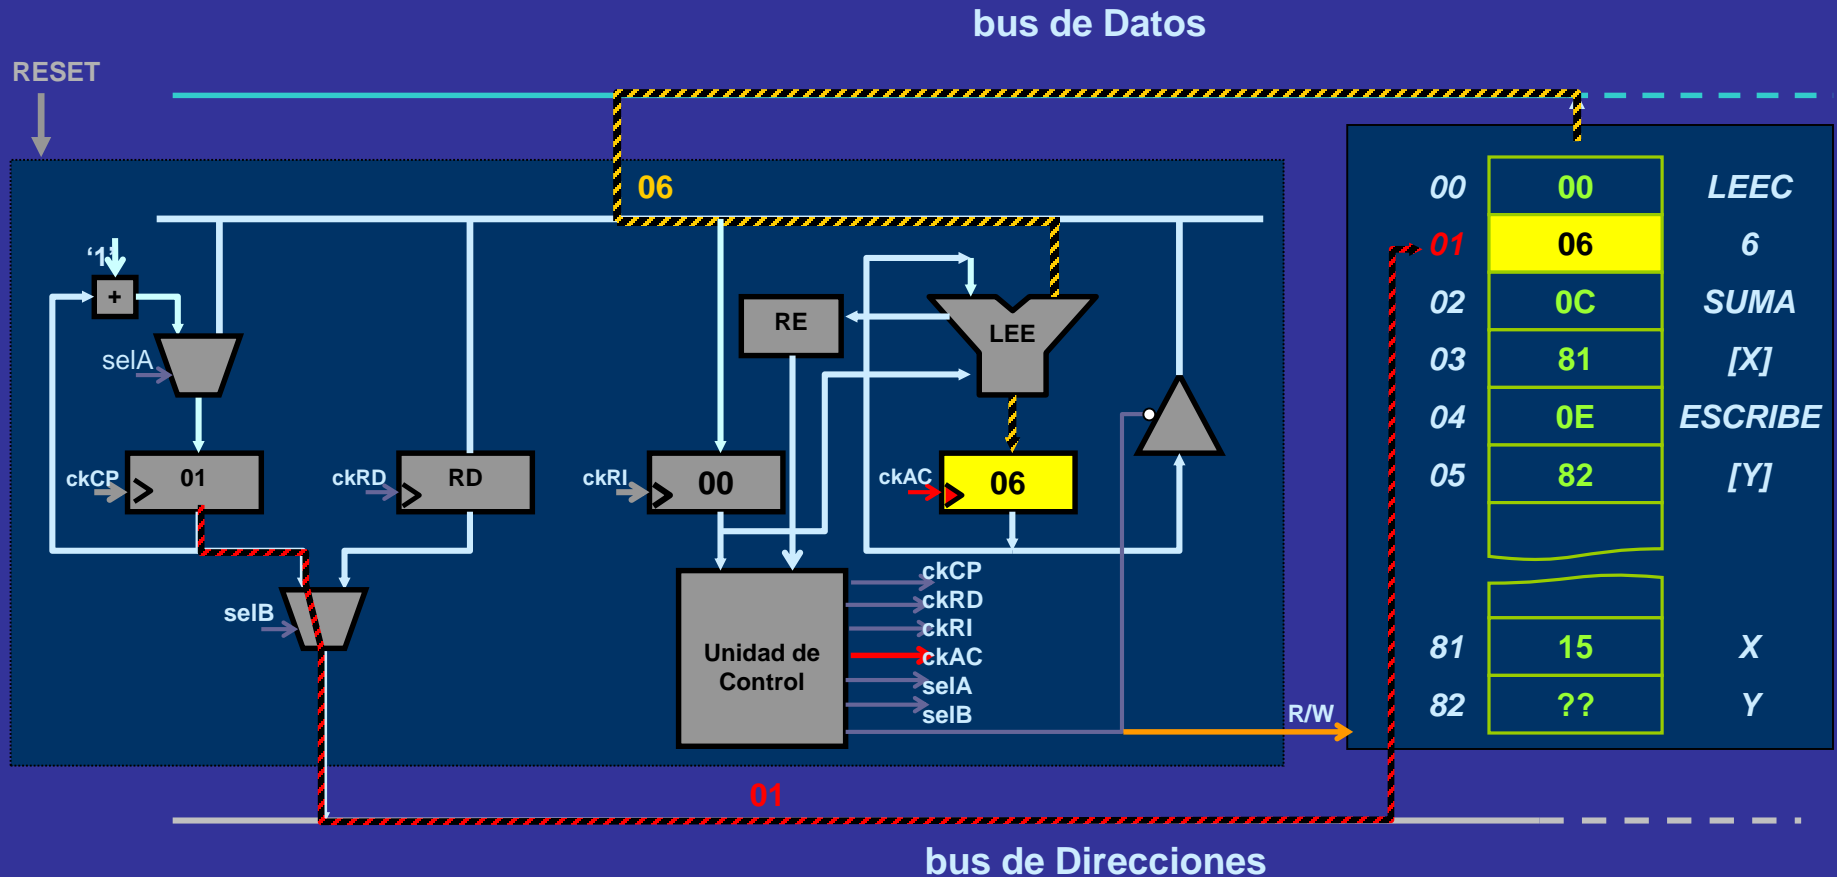 bus de Datos
RESET
06
00 00 LEEC
‘1’
01 06 6
+
02 0C SUMA
RE
LEE
selA
03 81 [X]
04 0E ESCRIBE
ckCP
01
ckRD
RD
ckRI
00
ckAC
06
05 82 [Y]
ckCP
ckRD
selB
ckRI
Unidad de
Control
ckAC
selA
selB
81 15 X
82 ?? Y
R/W
01
bus de Direcciones